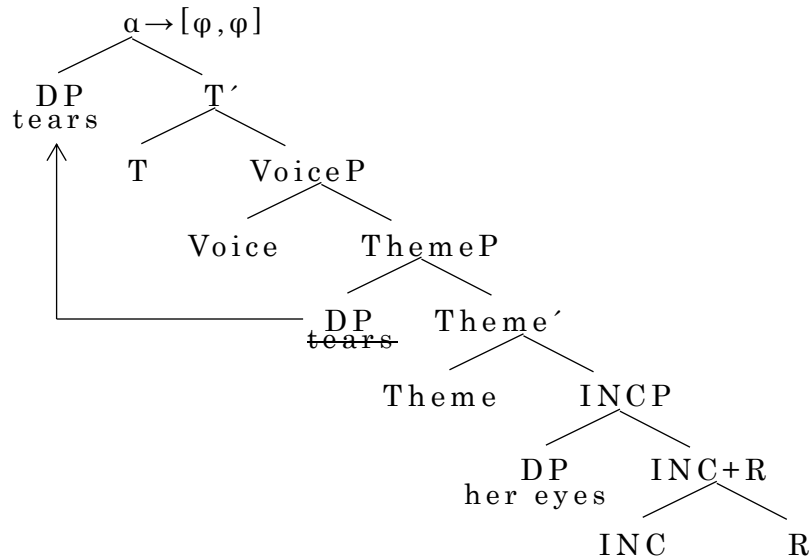 α→[φ,φ]
DP T´
tears
T VoiceP
Voice ThemeP
DP Theme´
tears
Theme INCP
DP INC+R
her eyes
INC R